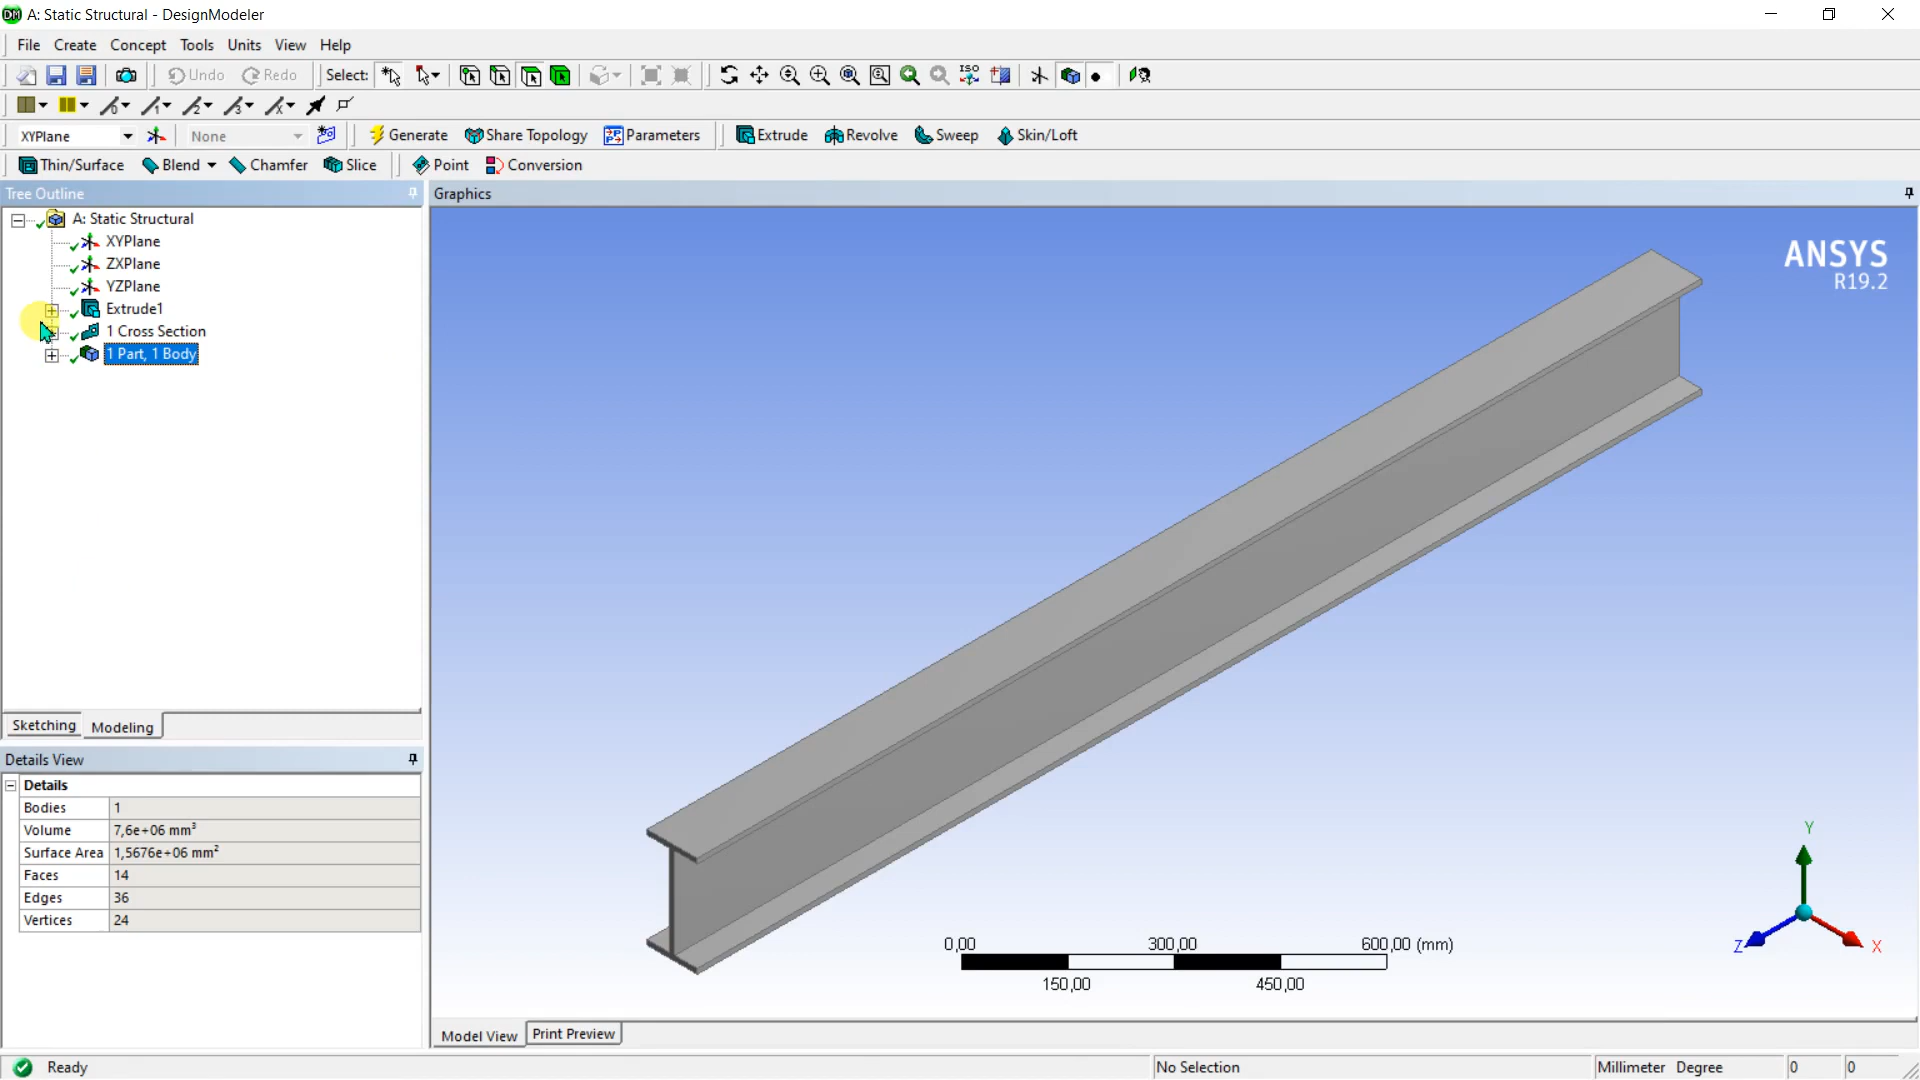 A: Static Structural - DesignModeler
File Create Concept Tools Units View Help
Undo Redo Select: ISO
XYPlane None Generate Share Topology Parameters Extrude Revolve Sweep Skin/Loft
Thin/Surface Blend Chamfer Slice Point Conversion
Tree Outline
A: Static Structural
XYPlane
ZXPlane
YZPlane
Extrude1
1 Cross Section
1 Part, 1 Body
Sketching Modeling
Details View
Details
Bodies 1
Volume 7,6e+06 mm³
Surface Area 1,5676e+06 mm²
Faces 14
Edges 36
Vertices 24
Graphics
ANSYS
R19.2
0,00 300,00 600,00 (mm)
150,00 450,00
Y
Z X
Model View Print Preview
Ready No Selection Millimeter Degree 0 0